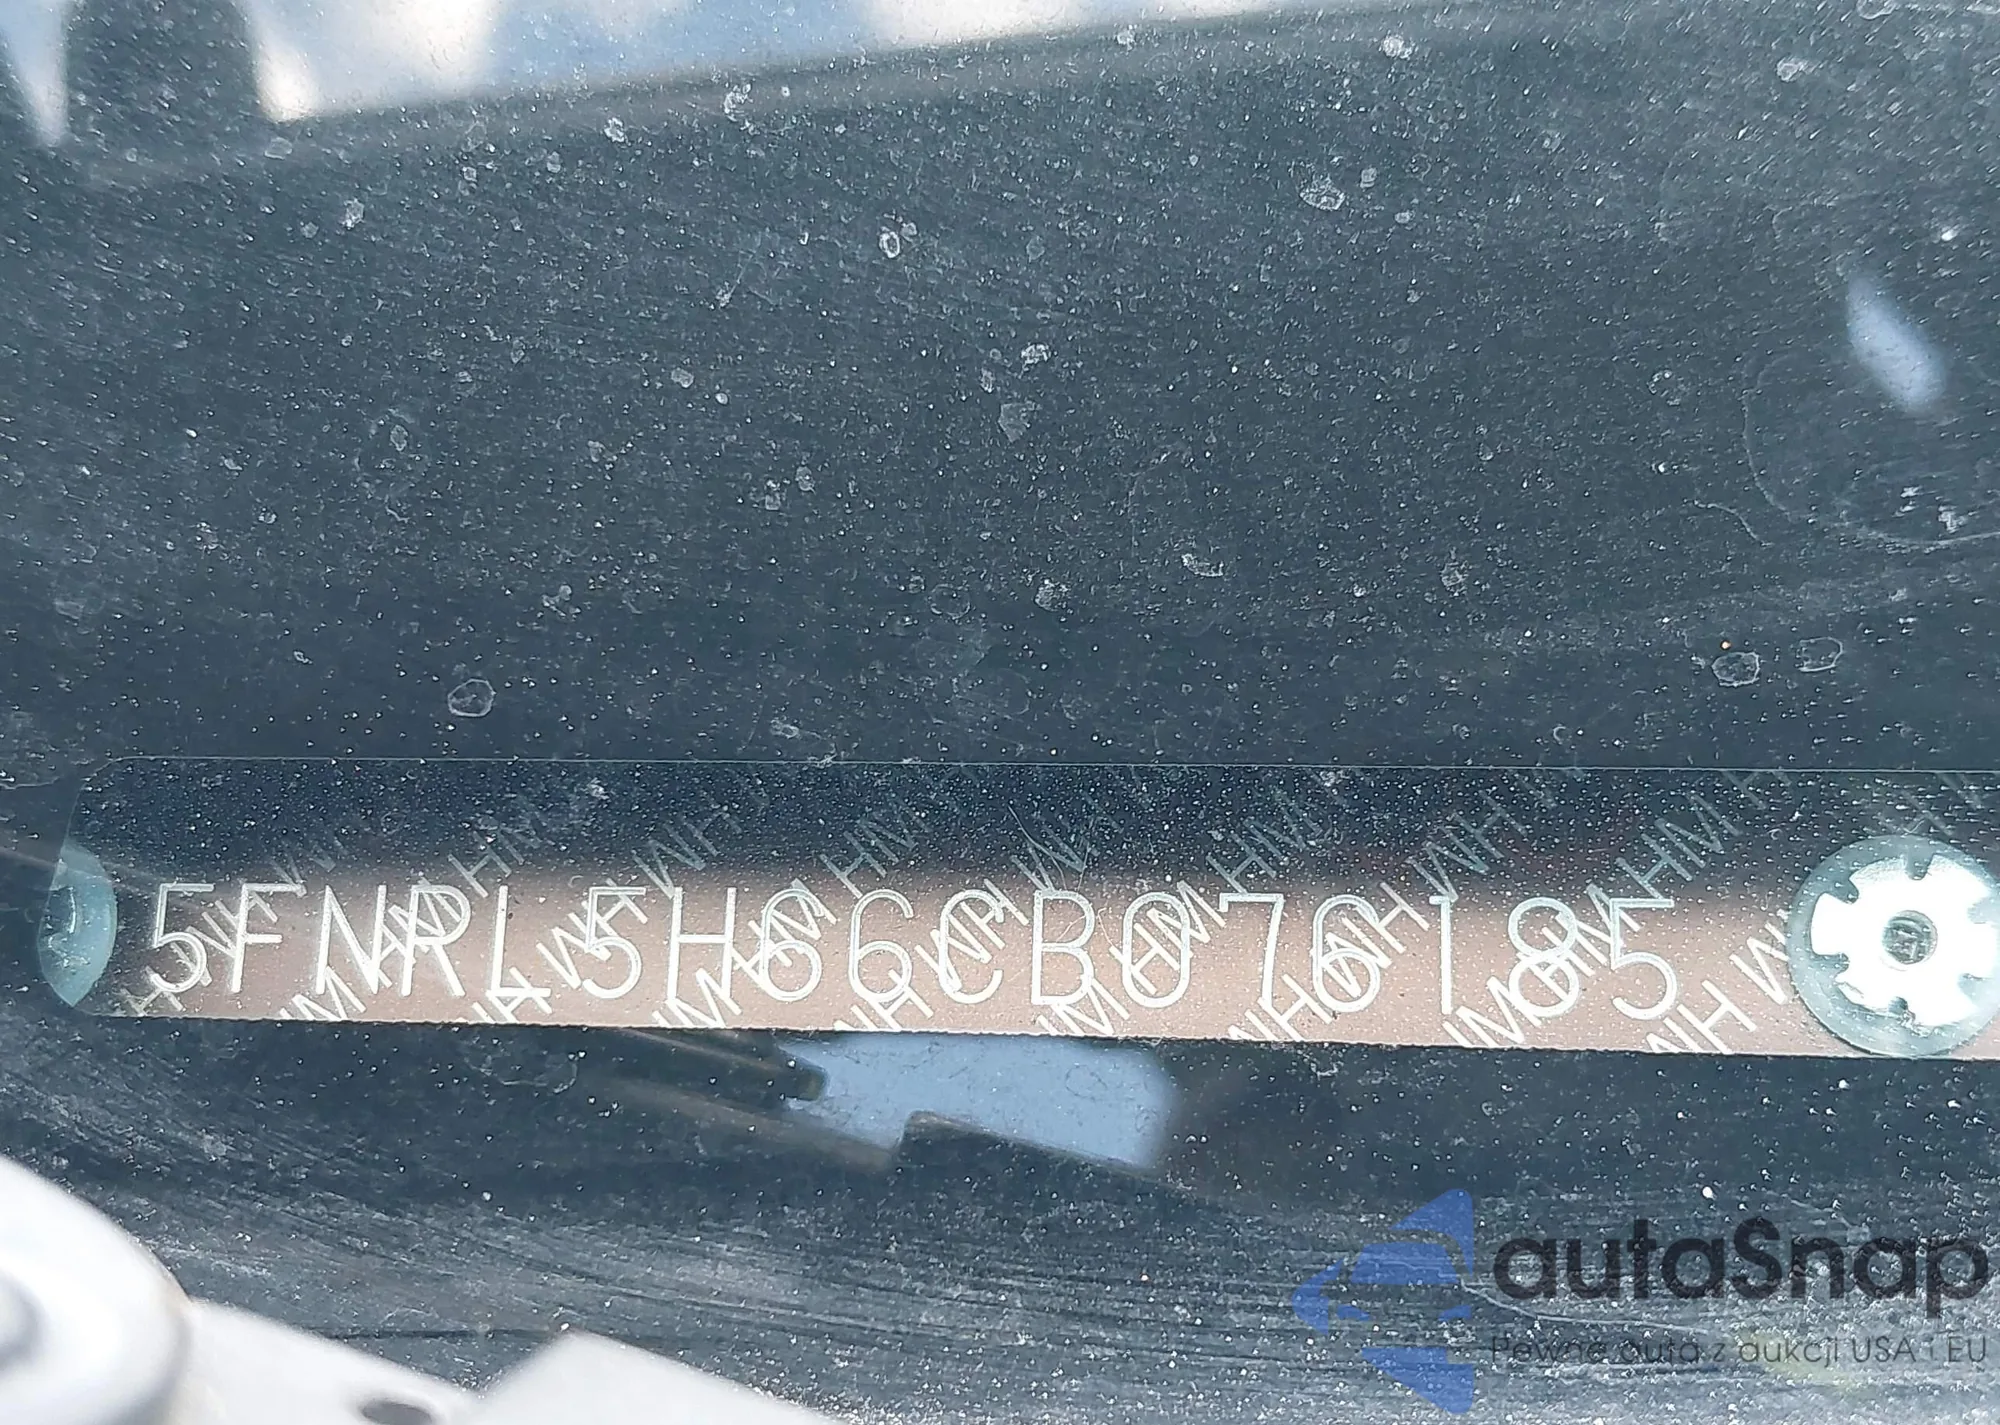 5FNRL5H66CB076185
autaSnap
Pewne auta z aukcji USA i EU